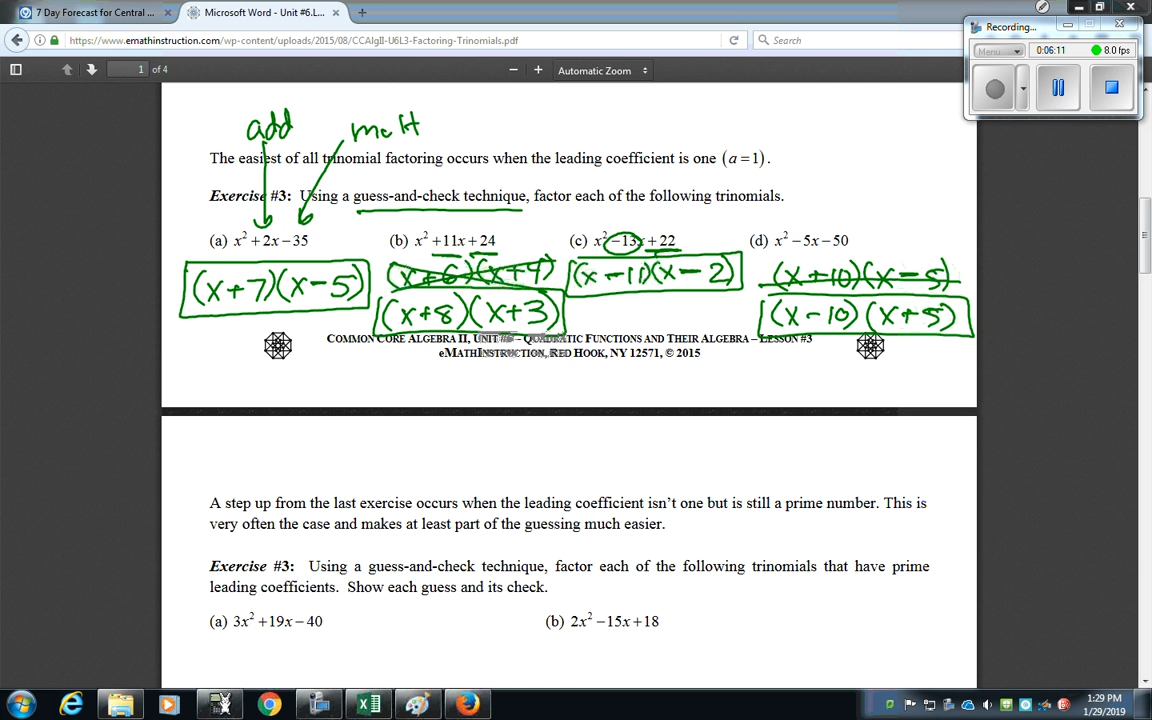 7 Day Forecast for Central ...
Microsoft Word - Unit #6.L...
https://www.emathinstruction.com/wp-content/uploads/2015/08/CCAlgII-U6L3-Factoring-Trinomials.pdf
Search
1 of 4
Automatic Zoom
Recording...
Menu
0:06:11
8.0 fps
add
mult
The easiest of all trinomial factoring occurs when the leading coefficient is one (a = 1).
Exercise #3: Using a guess-and-check technique, factor each of the following trinomials.
(a) x² + 2x − 35 (b) x² + 11x + 24 (c) x² − 13x + 22 (d) x² − 5x − 50
(x+7)(x−5) (x+6)(x+4) (x−11)(x−2) (x+10)(x−5)
(x+8)(x+3) (x−10)(x+5)
COMMON CORE ALGEBRA II, UNIT #6 – QUADRATIC FUNCTIONS AND THEIR ALGEBRA – LESSON #3
eMATHINSTRUCTION, RED HOOK, NY 12571, © 2015
A step up from the last exercise occurs when the leading coefficient isn't one but is still a prime number. This is
very often the case and makes at least part of the guessing much easier.
Exercise #3: Using a guess-and-check technique, factor each of the following trinomials that have prime
leading coefficients. Show each guess and its check.
(a) 3x² + 19x − 40 (b) 2x² − 15x + 18
1:29 PM
1/29/2019